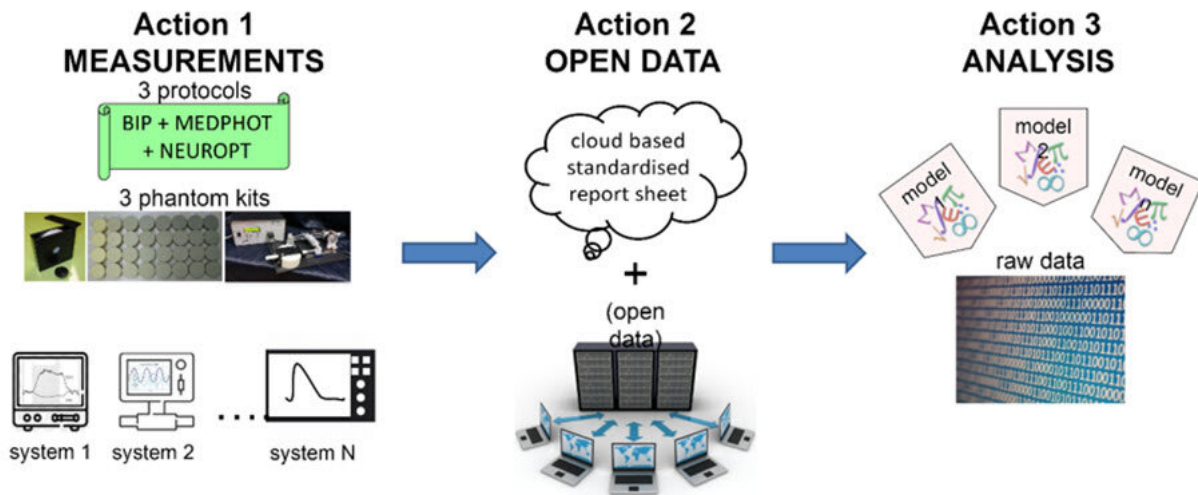 Action 1
MEASUREMENTS
3 protocols
BIP + MEDPHOT
+ NEUROPT
3 phantom kits
system 1
system 2
....
system N
Action 2
OPEN DATA
cloud based
standardised
report sheet
+
(open
data)
Action 3
ANALYSIS
model
1
model
2
model
n
raw data